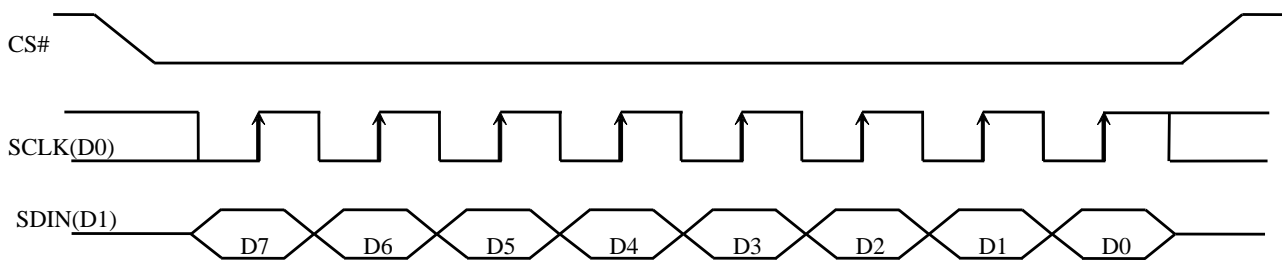 CS#
SCLK(D0)
SDIN(D1)
D7 D6 D5 D4 D3 D2 D1 D0